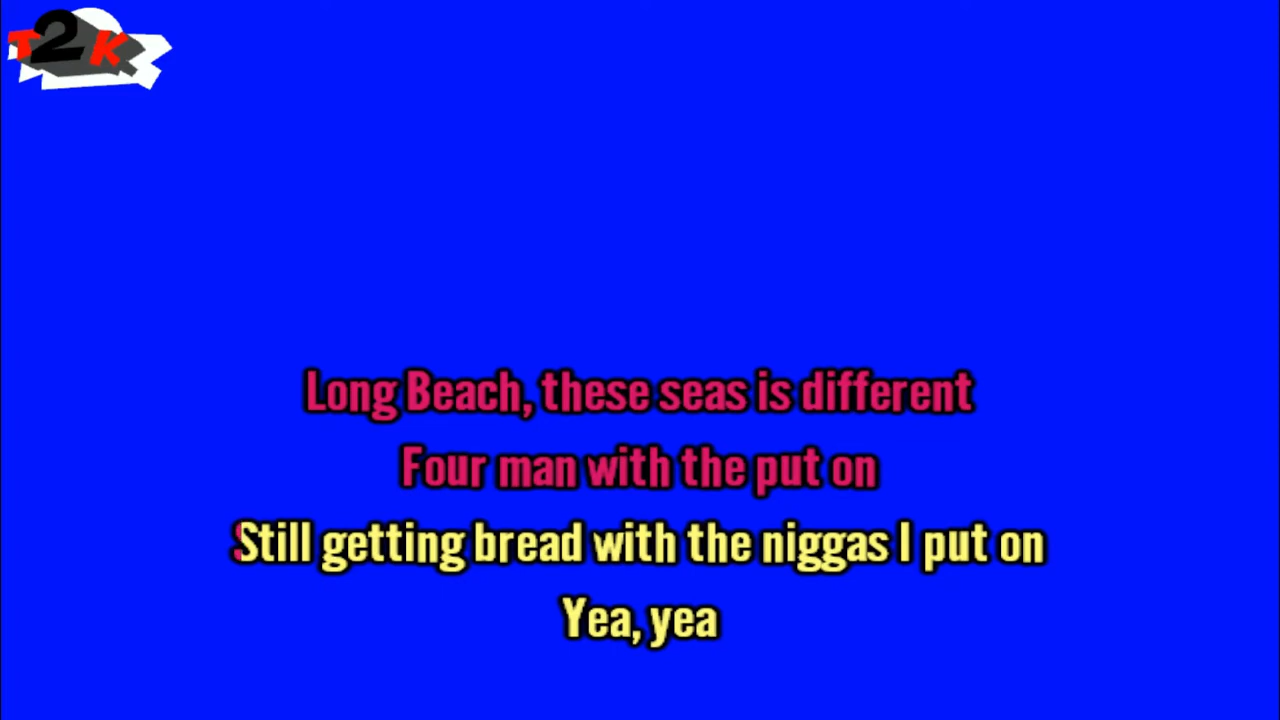 T2K
Long Beach, these seas is different
Four man with the put on
Still getting bread with the niggas I put on
Yea, yea